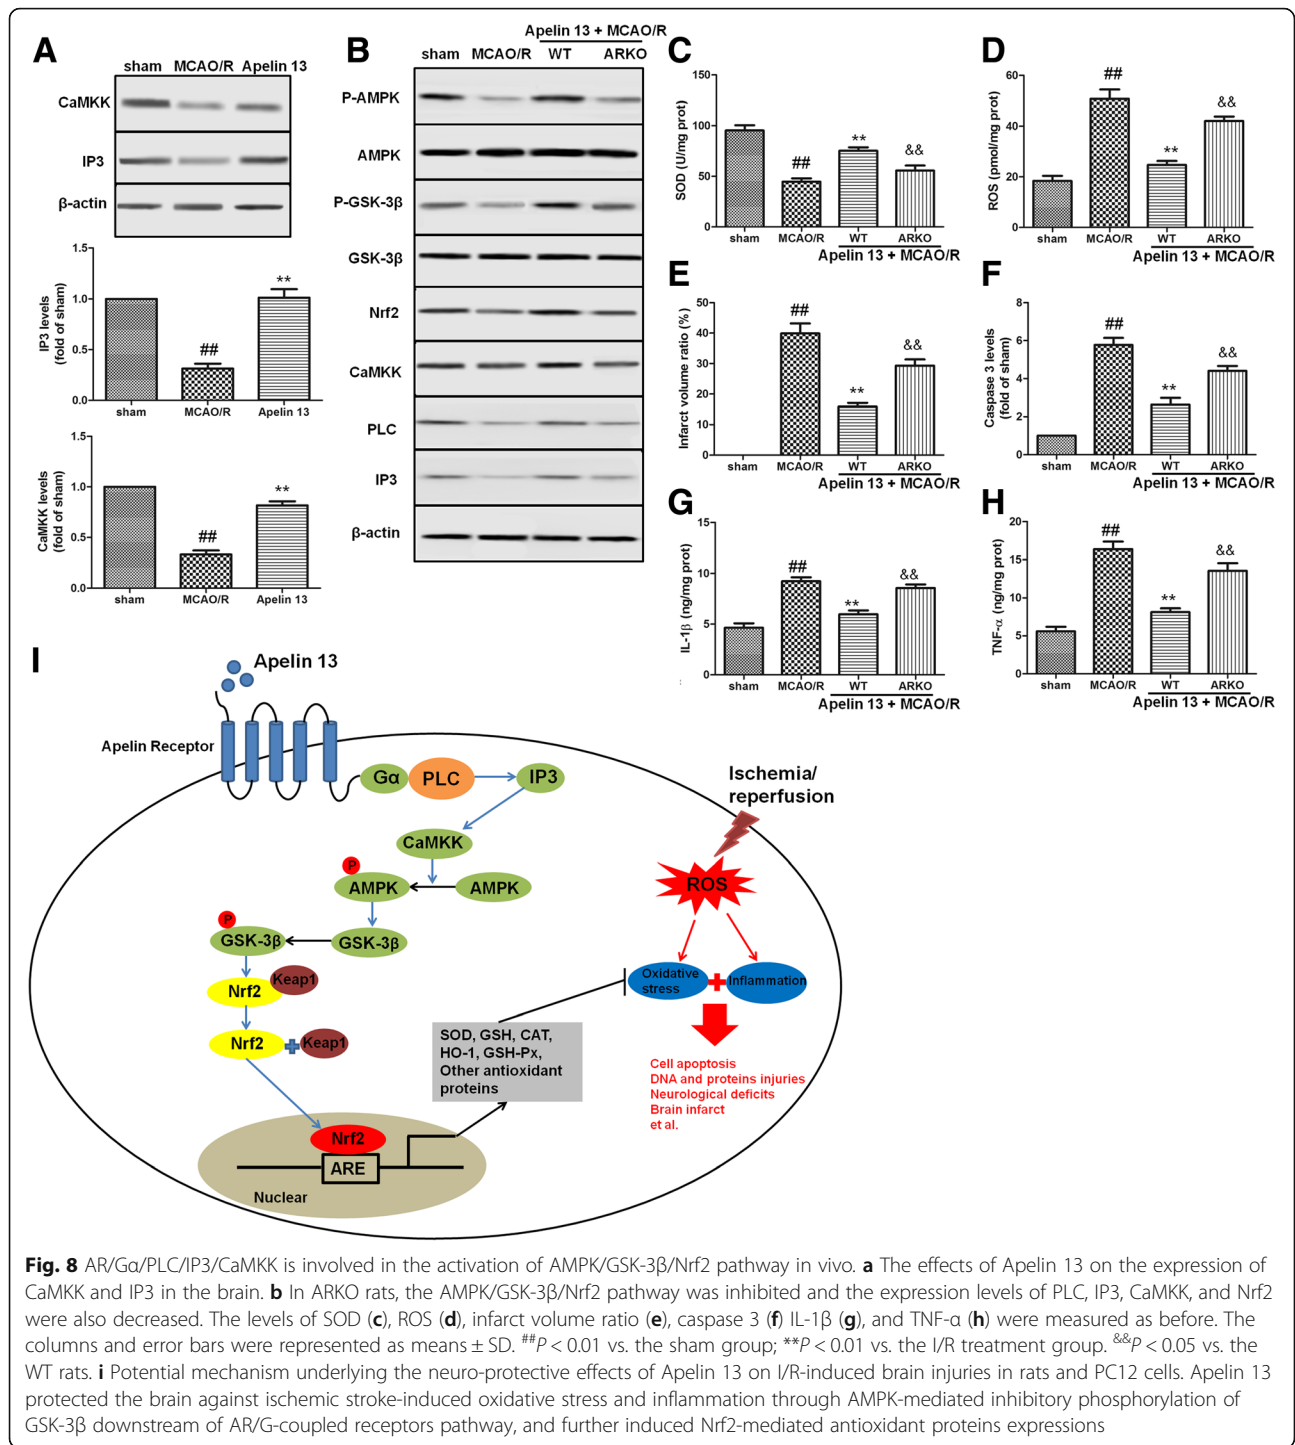 A
sham MCAO/R Apelin 13
CaMKK
IP3
β-actin
1.5
1.0
0.5
0.0
IP3 levels
(fold of sham)
##
**
sham MCAO/R Apelin 13
1.5
1.0
0.5
0.0
CaMKK levels
(fold of sham)
##
**
sham MCAO/R Apelin 13
B
Apelin 13 + MCAO/R
sham MCAO/R WT ARKO
P-AMPK
AMPK
P-GSK-3β
GSK-3β
Nrf2
CaMKK
PLC
IP3
β-actin
C
150
100
50
0
SOD (U/mg prot)
##
**
&&
sham MCAO/R WT ARKO
Apelin 13 + MCAO/R
D
60
40
20
0
ROS (pmol/mg prot)
##
**
&&
sham MCAO/R WT ARKO
Apelin 13 + MCAO/R
E
50
40
30
20
10
0
Infarct volume ratio (%)
##
**
&&
sham MCAO/R WT ARKO
Apelin 13 + MCAO/R
F
8
6
4
2
0
Caspase 3 levels
(fold of sham)
##
**
&&
sham MCAO/R WT ARKO
Apelin 13 + MCAO/R
G
15
10
5
0
IL-1β (ng/mg prot)
##
**
&&
sham MCAO/R WT ARKO
Apelin 13 + MCAO/R
H
20
15
10
5
0
TNF-α (ng/mg prot)
##
**
&&
sham MCAO/R WT ARKO
Apelin 13 + MCAO/R
I
Apelin 13
Apelin Receptor
Gα PLC IP3
CaMKK
P
AMPK AMPK
P
GSK-3β GSK-3β
Nrf2 Keap1
Nrf2 Keap1
Nrf2
ARE
Nuclear
SOD, GSH, CAT,
HO-1, GSH-Px,
Other antioxidant
proteins
Ischemia/
reperfusion
ROS
Oxidative
stress
Inflammation
Cell apoptosis
DNA and proteins injuries
Neurological deficits
Brain infarct
et al.
Fig. 8 AR/Gα/PLC/IP3/CaMKK is involved in the activation of AMPK/GSK-3β/Nrf2 pathway in vivo. a The effects of Apelin 13 on the expression of
CaMKK and IP3 in the brain. b In ARKO rats, the AMPK/GSK-3β/Nrf2 pathway was inhibited and the expression levels of PLC, IP3, CaMKK, and Nrf2
were also decreased. The levels of SOD (c), ROS (d), infarct volume ratio (e), caspase 3 (f) IL-1β (g), and TNF-α (h) were measured as before. The
columns and error bars were represented as means ± SD. ##P < 0.01 vs. the sham group; **P < 0.01 vs. the I/R treatment group. &&P < 0.05 vs. the
WT rats. i Potential mechanism underlying the neuro-protective effects of Apelin 13 on I/R-induced brain injuries in rats and PC12 cells. Apelin 13
protected the brain against ischemic stroke-induced oxidative stress and inflammation through AMPK-mediated inhibitory phosphorylation of
GSK-3β downstream of AR/G-coupled receptors pathway, and further induced Nrf2-mediated antioxidant proteins expressions